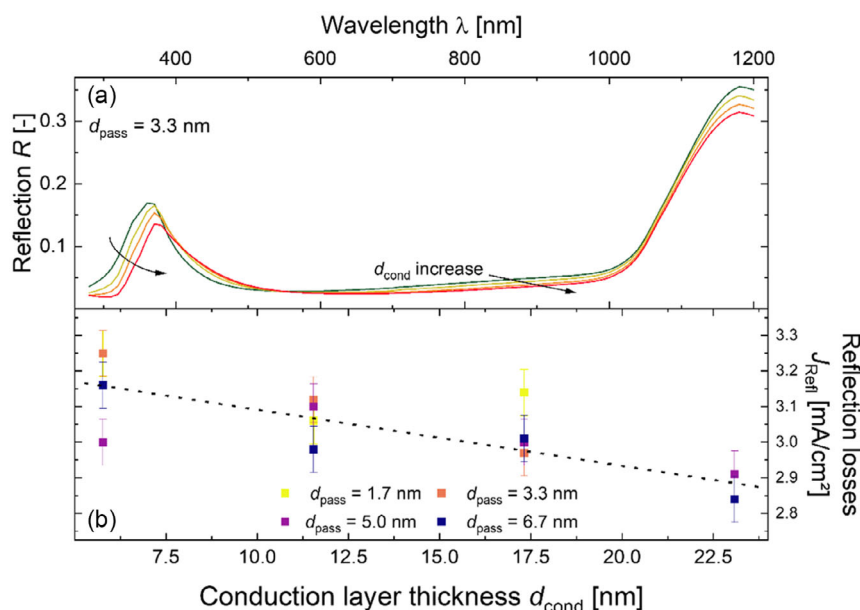 Wavelength λ [nm]
400 600 800 1000 1200
(a)
d_pass = 3.3 nm
Reflection R [-]
0.3
0.2
0.1
d_cond increase
3.3
3.2
3.1
3.0
2.9
2.8
Reflection losses
J_Refl [mA/cm²]
d_pass = 1.7 nm d_pass = 3.3 nm
(b) d_pass = 5.0 nm d_pass = 6.7 nm
7.5 10.0 12.5 15.0 17.5 20.0 22.5
Conduction layer thickness d_cond [nm]